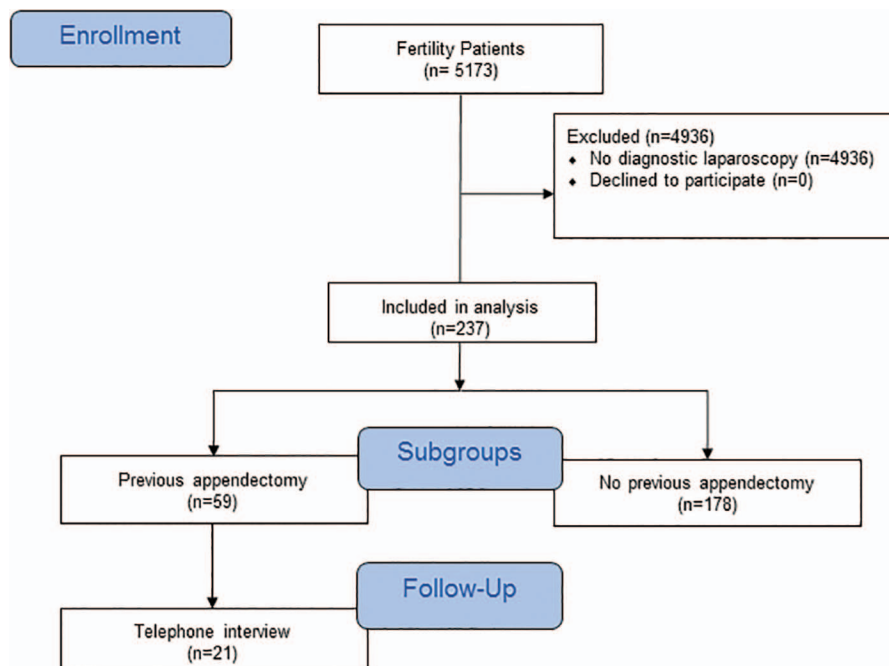 Enrollment
Fertility Patients
(n= 5173)
Excluded (n=4936)
♦ No diagnostic laparoscopy (n=4936)
♦ Declined to participate (n=0)
Included in analysis
(n=237)
Subgroups
Previous appendectomy
(n=59)
No previous appendectomy
(n=178)
Follow-Up
Telephone interview
(n=21)